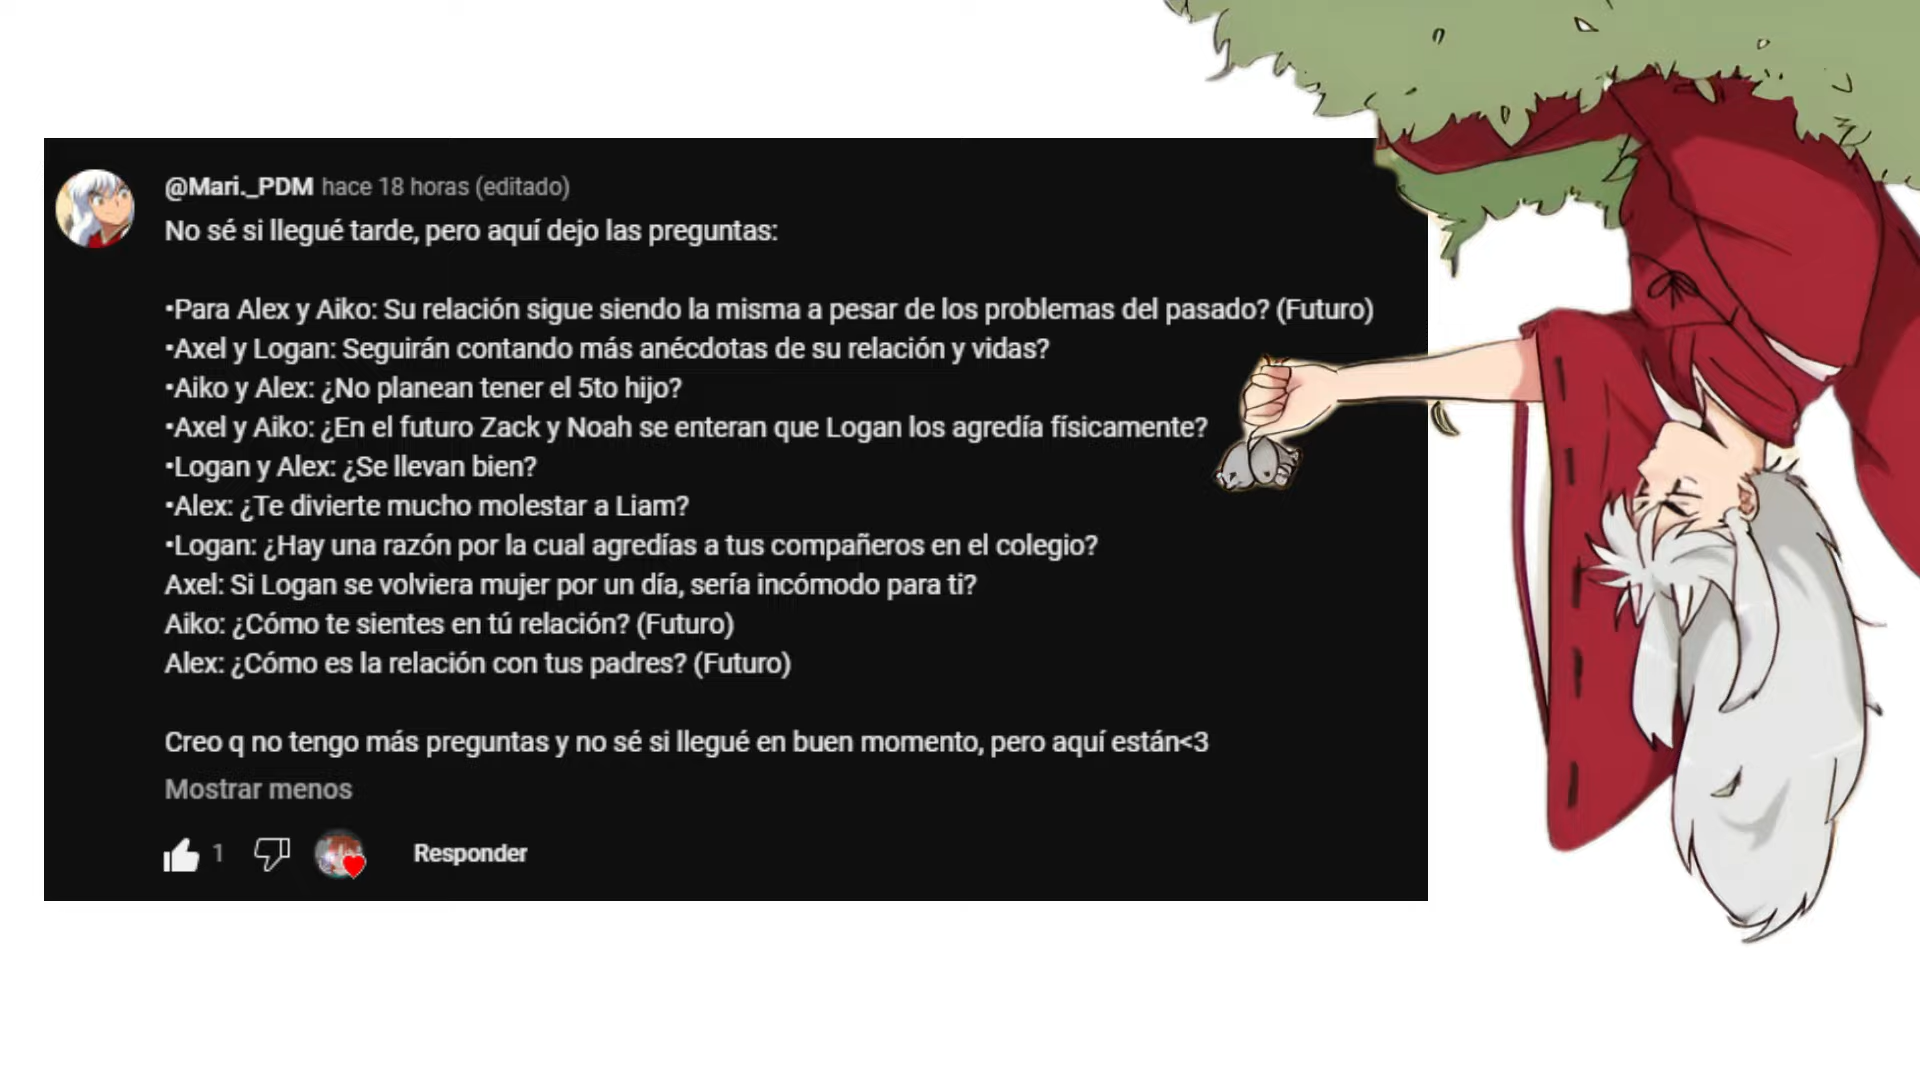 @Mari._PDM hace 18 horas (editado)
No sé si llegué tarde, pero aquí dejo las preguntas:
•Para Alex y Aiko: Su relación sigue siendo la misma a pesar de los problemas del pasado? (Futuro)
•Axel y Logan: Seguirán contando más anécdotas de su relación y vidas?
•Aiko y Alex: ¿No planean tener el 5to hijo?
•Axel y Aiko: ¿En el futuro Zack y Noah se enteran que Logan los agredía físicamente?
•Logan y Alex: ¿Se llevan bien?
•Alex: ¿Te divierte mucho molestar a Liam?
•Logan: ¿Hay una razón por la cual agredías a tus compañeros en el colegio?
Axel: Si Logan se volviera mujer por un día, sería incómodo para ti?
Aiko: ¿Cómo te sientes en tú relación? (Futuro)
Alex: ¿Cómo es la relación con tus padres? (Futuro)
Creo q no tengo más preguntas y no sé si llegué en buen momento, pero aquí están<3
Mostrar menos
1 Responder